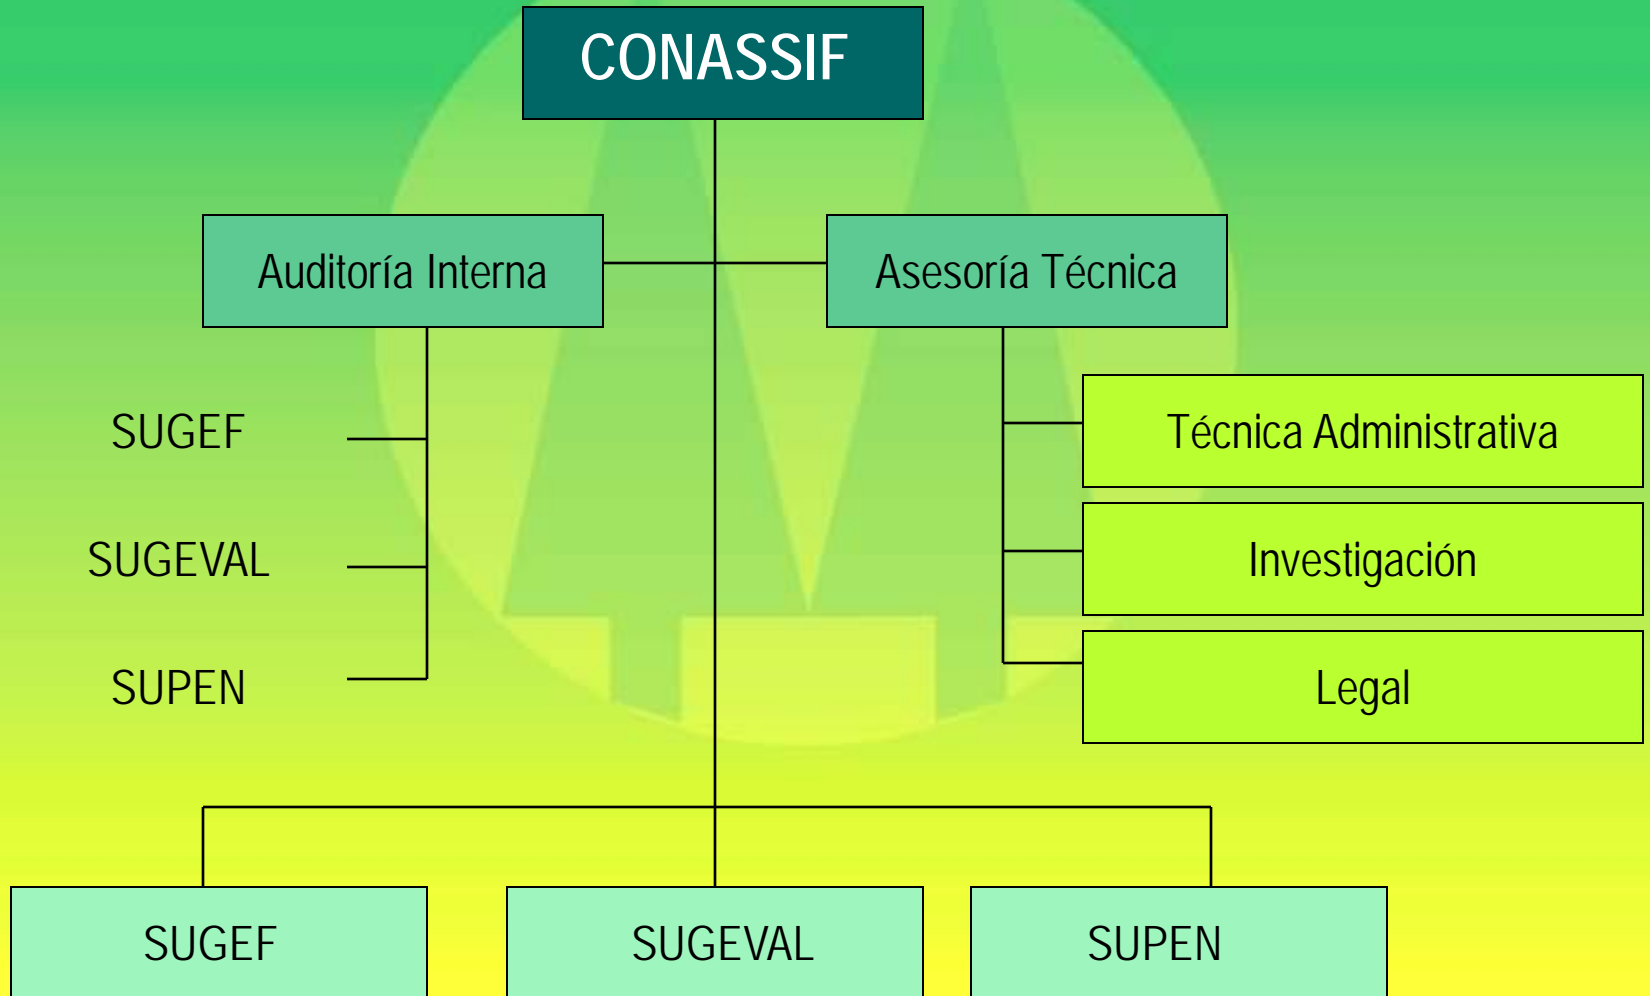 CONASSIF
Auditoría Interna
Asesoría Técnica
SUGEF
SUGEVAL
SUPEN
Técnica Administrativa
Investigación
Legal
SUGEF
SUGEVAL
SUPEN